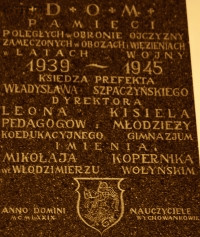 D • O • M
PAMIĘCI
POLEGŁYCH W OBRONIE OJCZYZNY
ZAMĘCZONYCH W OBOZACH I WIĘZIENIACH
W LATACH WOJNY
1939 ~ 1945
KSIĘDZA PREFEKTA
WŁADYSŁAWA SZPACZYŃSKIEGO
DYREKTORA
LEONA KISIELA
PEDAGOGÓW I MŁODZIEŻY
KOEDUKACYJNEGO GIMNAZJUM
IMIENIA
MIKOŁAJA KOPERNIKA
WE WŁODZIMIERZU WOŁYŃSKIM
ANNO DOMINI
MCMLXXIX
NAUCZYCIELE
WYCHOWANKOWIE